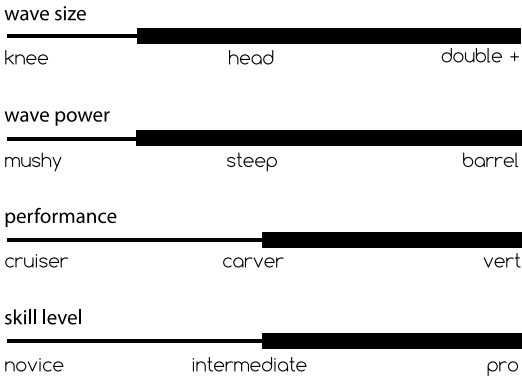 wave size
knee head double +
wave power
mushy steep barrel
performance
cruiser carver vert
skill level
novice intermediate pro